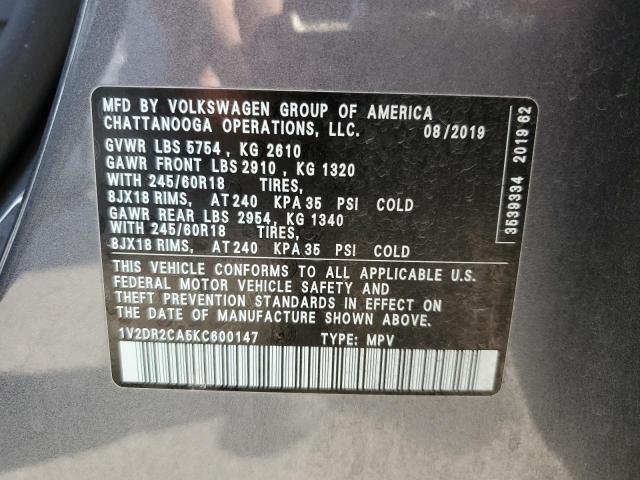 MFD BY VOLKSWAGEN GROUP OF AMERICA
CHATTANOOGA OPERATIONS, LLC. 08/2019
GVWR LBS 5754 , KG 2610
GAWR FRONT LBS 2910 , KG 1320
WITH 245/60R18 TIRES,
8JX18 RIMS, AT 240 KPA 35 PSI COLD
GAWR REAR LBS 2954, KG 1340
WITH 245/60R18 TIRES,
8JX18 RIMS, AT 240 KPA 35 PSI COLD
THIS VEHICLE CONFORMS TO ALL APPLICABLE U.S.
FEDERAL MOTOR VEHICLE SAFETY AND
THEFT PREVENTION STANDARDS IN EFFECT ON
THE DATE OF MANUFACTURE SHOWN ABOVE.
1V2DR2CA5KC600147 TYPE: MPV
3539334 2019 62